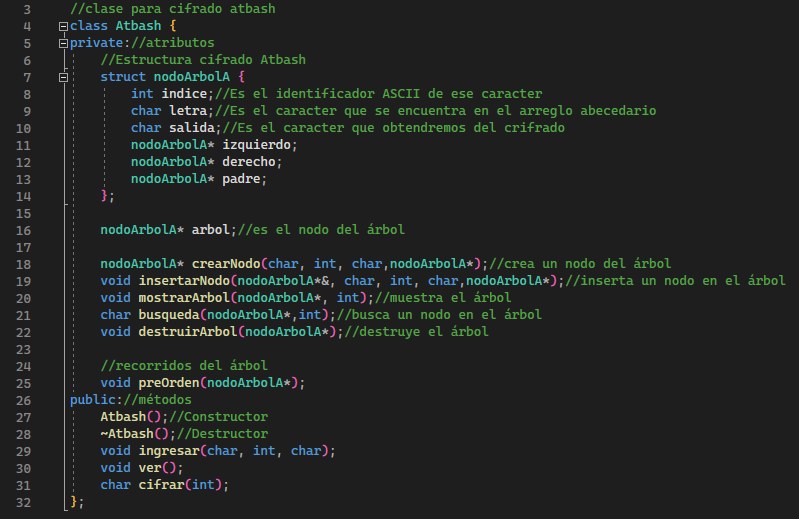 3 //clase para cifrado atbash
4 class Atbash {
5 private://atributos
6 //Estructura cifrado Atbash
7 struct nodoArbolA {
8 int indice;//Es el identificador ASCII de ese caracter
9 char letra;//Es el caracter que se encuentra en el arreglo abecedario
10 char salida;//Es el caracter que obtendremos del crifrado
11 nodoArbolA* izquierdo;
12 nodoArbolA* derecho;
13 nodoArbolA* padre;
14 };
15
16 nodoArbolA* arbol;//es el nodo del árbol
17
18 nodoArbolA* crearNodo(char, int, char,nodoArbolA*);//crea un nodo del árbol
19 void insertarNodo(nodoArbolA*&, char, int, char,nodoArbolA*);//inserta un nodo en el árbol
20 void mostrarArbol(nodoArbolA*, int);//muestra el árbol
21 char busqueda(nodoArbolA*,int);//busca un nodo en el árbol
22 void destruirArbol(nodoArbolA*);//destruye el árbol
23
24 //recorridos del árbol
25 void preOrden(nodoArbolA*);
26 public://métodos
27 Atbash();//Constructor
28 ~Atbash();//Destructor
29 void ingresar(char, int, char);
30 void ver();
31 char cifrar(int);
32 };